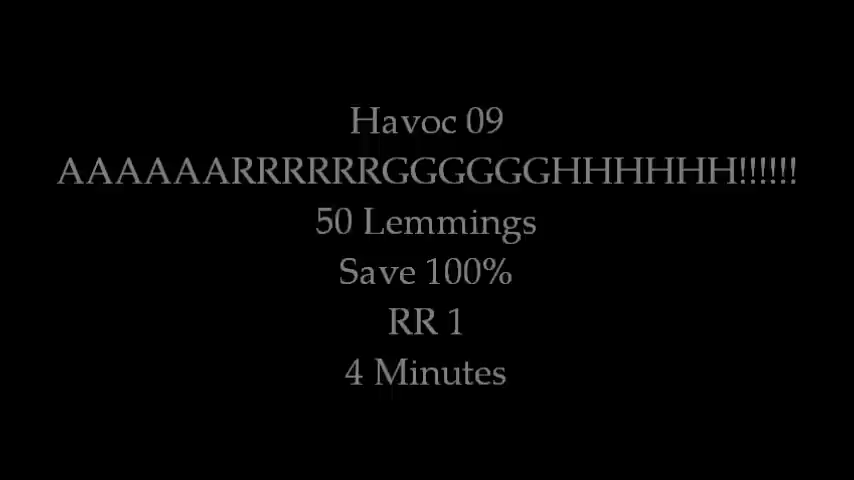 Havoc 09
AAAAAARRRRRRGGGGGGHHHHHH!!!!!!
50 Lemmings
Save 100%
RR 1
4 Minutes